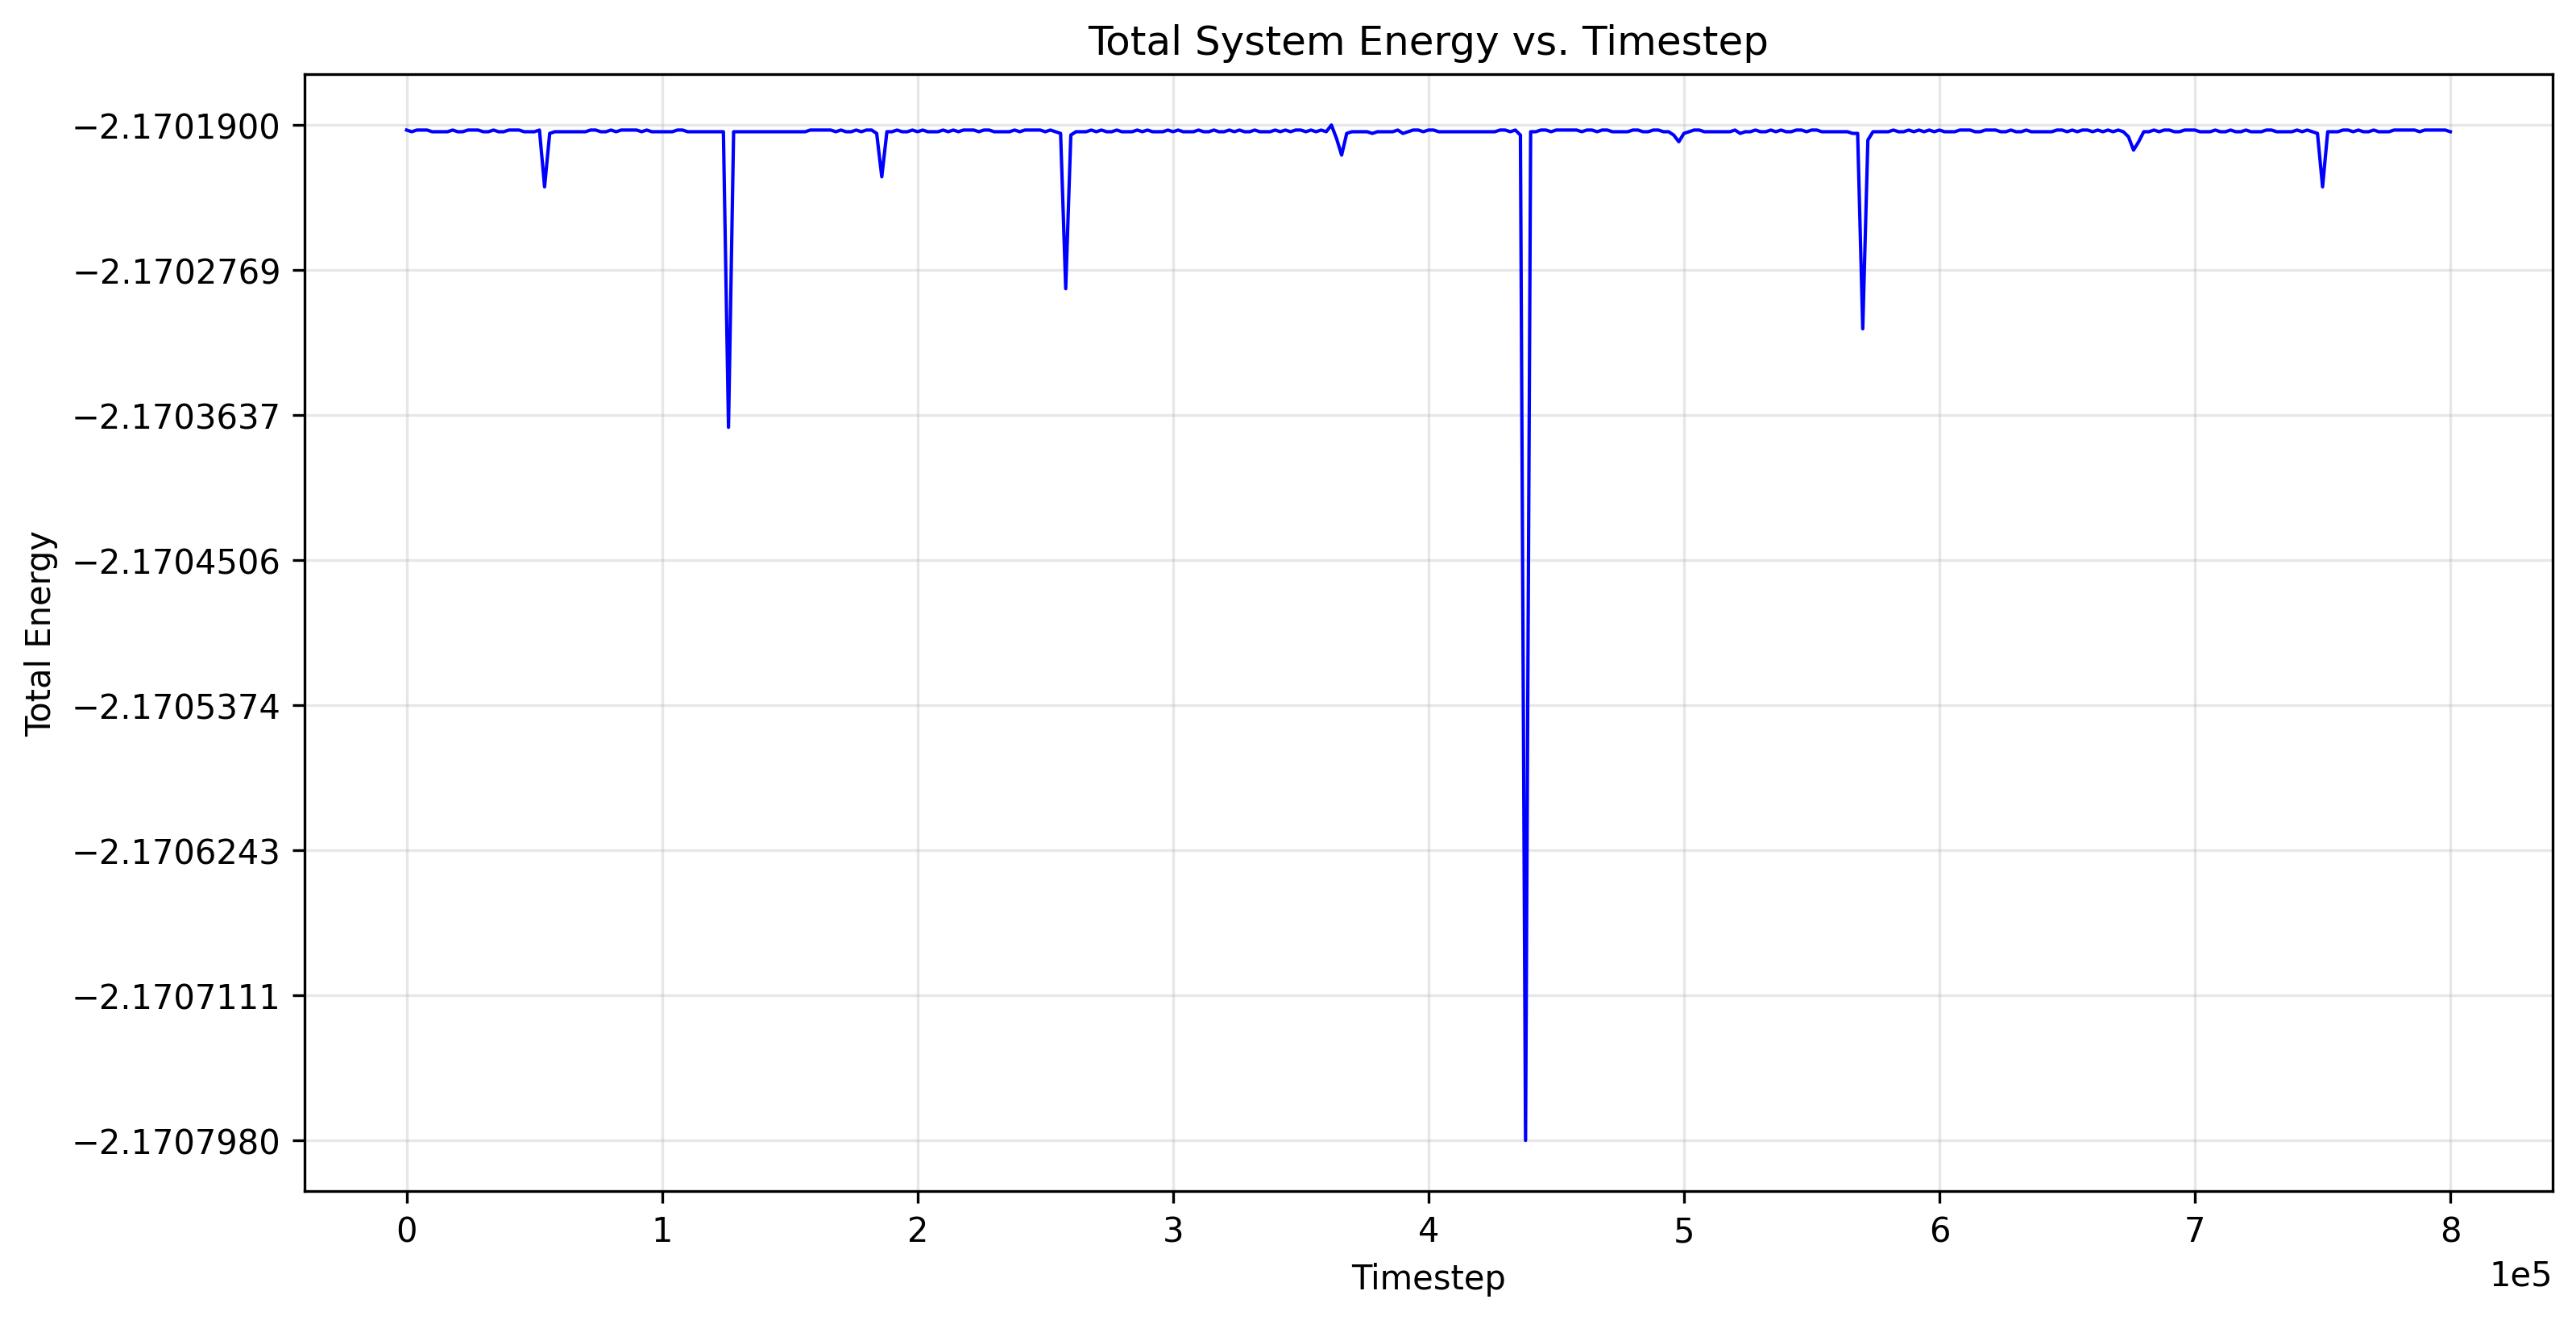 Total System Energy vs. Timestep
Total Energy
−2.1701900
−2.1702769
−2.1703637
−2.1704506
−2.1705374
−2.1706243
−2.1707111
−2.1707980
0 1 2 3 4 5 6 7 8
Timestep
1e5